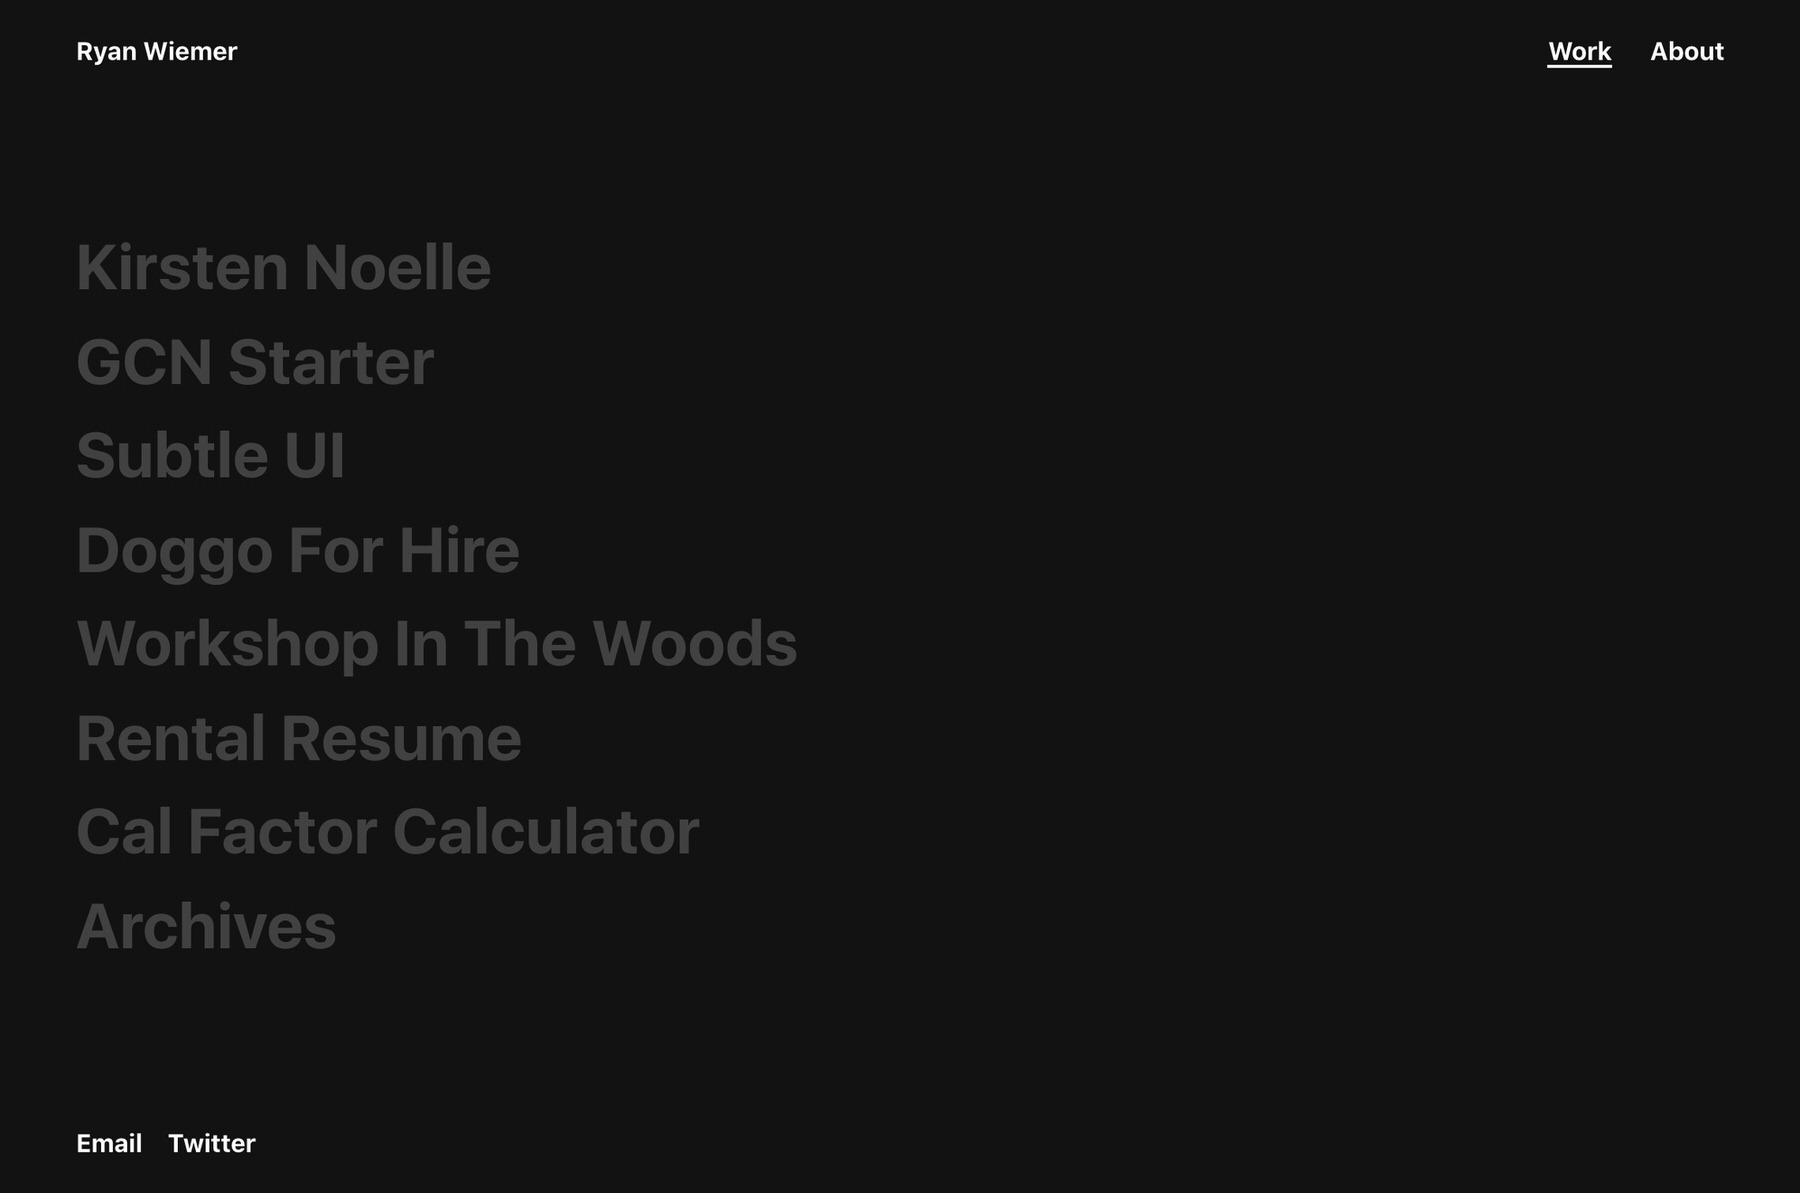 Ryan Wiemer
Work
About
Kirsten Noelle
GCN Starter
Subtle UI
Doggo For Hire
Workshop In The Woods
Rental Resume
Cal Factor Calculator
Archives
Email
Twitter